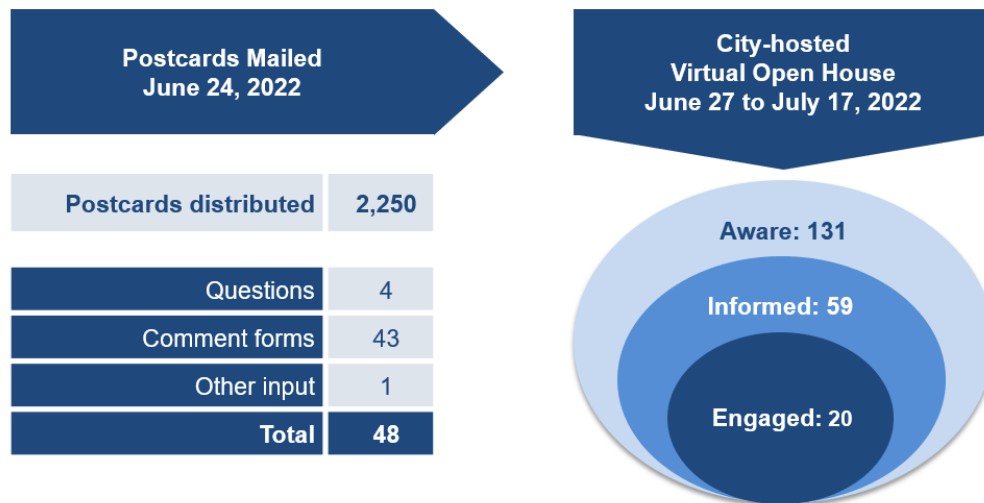 Postcards Mailed
June 24, 2022
City-hosted
Virtual Open House
June 27 to July 17, 2022
Postcards distributed 2,250
Questions 4
Comment forms 43
Other input 1
Total 48
Aware: 131
Informed: 59
Engaged: 20